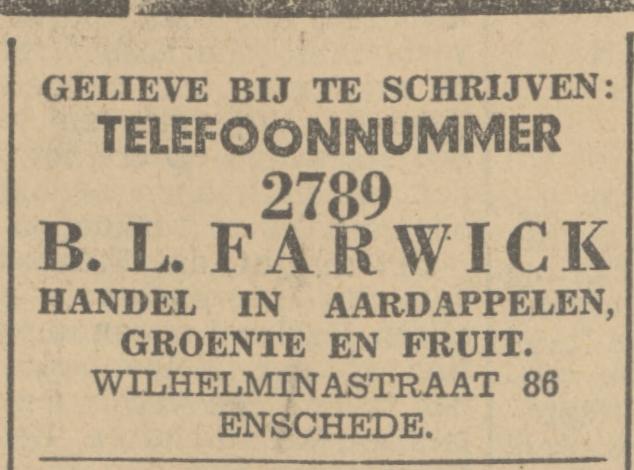 GELIEVE BIJ TE SCHRIJVEN:
TELEFOONNUMMER
2789
B. L. FARWICK
HANDEL IN AARDAPPELEN,
GROENTE EN FRUIT.
WILHELMINASTRAAT 86
ENSCHEDE.